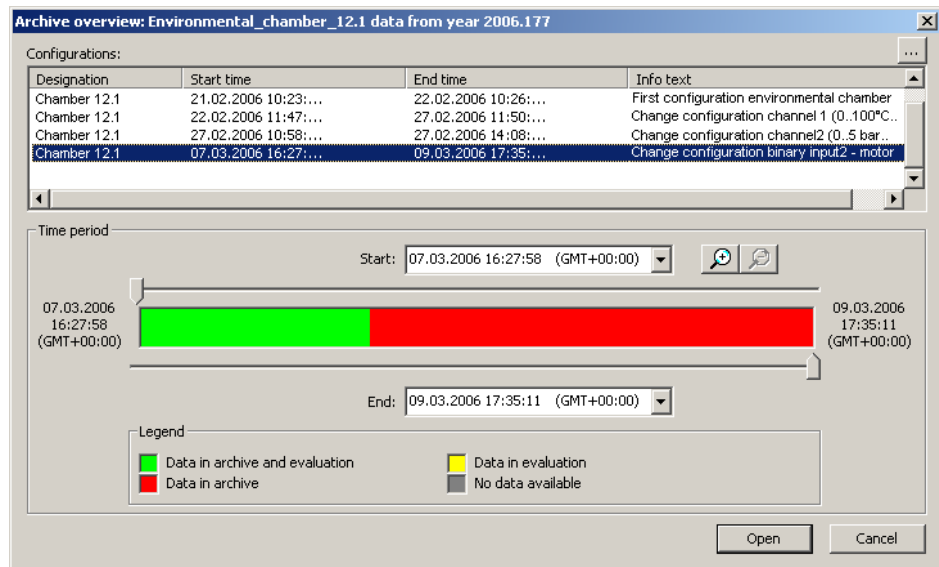 Archive overview: Environmental_chamber_12.1 data from year 2006.177
Configurations:
...
Designation Start time End time Info text
Chamber 12.1 21.02.2006 10:23:... 22.02.2006 10:26:... First configuration environmental chamber
Chamber 12.1 22.02.2006 11:47:... 27.02.2006 11:50:... Change configuration channel 1 (0..100°C..
Chamber 12.1 27.02.2006 10:58:... 27.02.2006 14:08:... Change configuration channel2 (0..5 bar..
Chamber 12.1 07.03.2006 16:27:... 09.03.2006 17:35:... Change configuration binary input2 - motor
Time period
Start: 07.03.2006 16:27:58 (GMT+00:00)
07.03.2006
16:27:58
(GMT+00:00)
09.03.2006
17:35:11
(GMT+00:00)
End: 09.03.2006 17:35:11 (GMT+00:00)
Legend
Data in archive and evaluation Data in evaluation
Data in archive No data available
Open Cancel